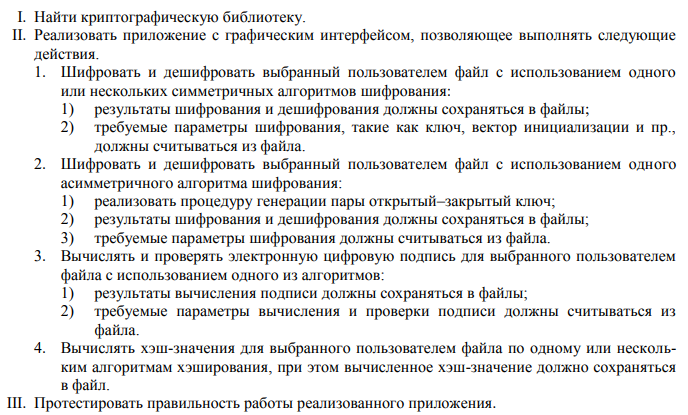 I. Найти криптографическую библиотеку.
II. Реализовать приложение с графическим интерфейсом, позволяющее выполнять следующие
действия.
1. Шифровать и дешифровать выбранный пользователем файл с использованием одного
или нескольких симметричных алгоритмов шифрования:
1) результаты шифрования и дешифрования должны сохраняться в файлы;
2) требуемые параметры шифрования, такие как ключ, вектор инициализации и пр.,
должны считываться из файла.
2. Шифровать и дешифровать выбранный пользователем файл с использованием одного
асимметричного алгоритма шифрования:
1) реализовать процедуру генерации пары открытый–закрытый ключ;
2) результаты шифрования и дешифрования должны сохраняться в файлы;
3) требуемые параметры шифрования должны считываться из файла.
3. Вычислять и проверять электронную цифровую подпись для выбранного пользователем
файла с использованием одного из алгоритмов:
1) результаты вычисления подписи должны сохраняться в файлы;
2) требуемые параметры вычисления и проверки подписи должны считываться из
файла.
4. Вычислять хэш-значения для выбранного пользователем файла по одному или несколь-
ким алгоритмам хэширования, при этом вычисленное хэш-значение должно сохраняться
в файл.
III. Протестировать правильность работы реализованного приложения.